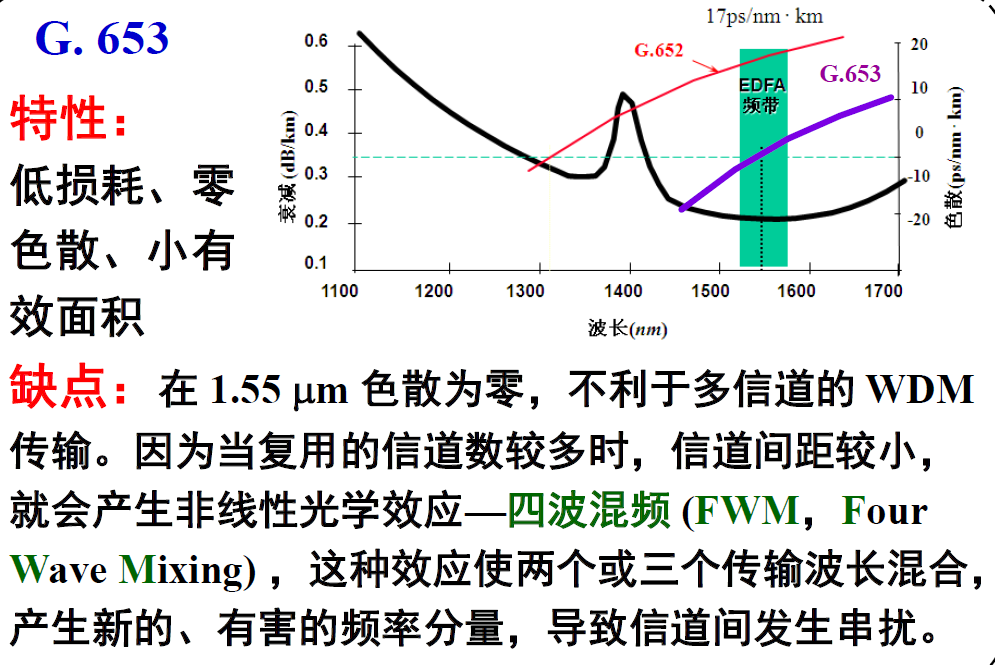 G. 653
特性：
低损耗、零
色散、小有
效面积
17ps/nm · km
G.652
G.653
EDFA
频带
衰减 (dB/km)
0.6
0.5
0.4
0.3
0.2
0.1
20
10
0
-10
-20
色散(ps/nm · km)
1100 1200 1300 1400 1500 1600 1700
波长(nm)
缺点：在 1.55 μm 色散为零，不利于多信道的 WDM
传输。因为当复用的信道数较多时，信道间距较小，
就会产生非线性光学效应—四波混频 (FWM，Four
Wave Mixing) ，这种效应使两个或三个传输波长混合，
产生新的、有害的频率分量，导致信道间发生串扰。